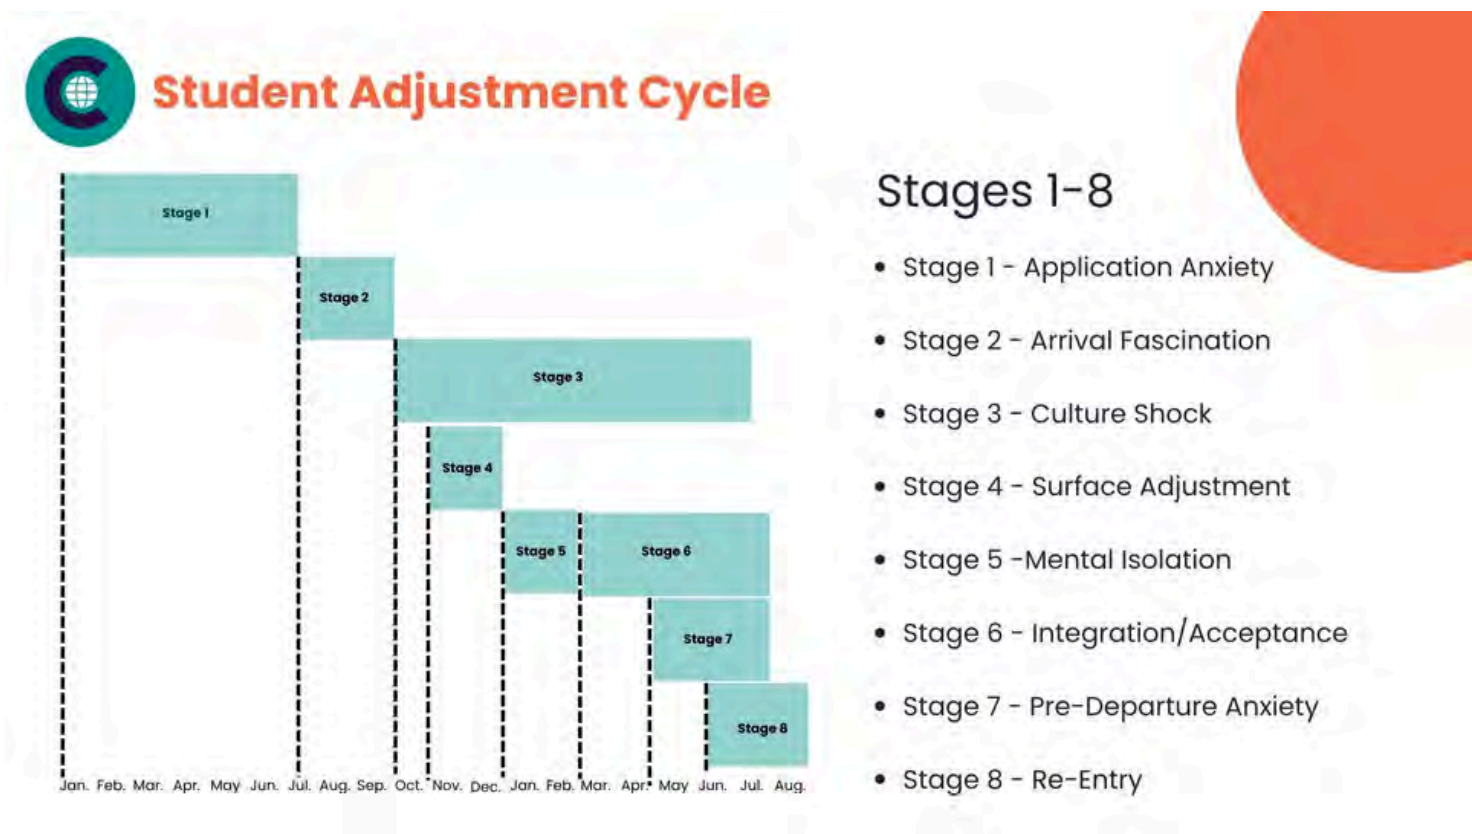 Student Adjustment Cycle
Stage 1
Stage 2
Stage 3
Stage 4
Stage 5
Stage 6
Stage 7
Stage 8
Jan. Feb. Mar. Apr. May Jun. Jul. Aug. Sep. Oct. Nov. Dec. Jan. Feb. Mar. Apr. May Jun. Jul. Aug.
Stages 1-8
• Stage 1 - Application Anxiety
• Stage 2 - Arrival Fascination
• Stage 3 - Culture Shock
• Stage 4 - Surface Adjustment
• Stage 5 -Mental Isolation
• Stage 6 - Integration/Acceptance
• Stage 7 - Pre-Departure Anxiety
• Stage 8 - Re-Entry